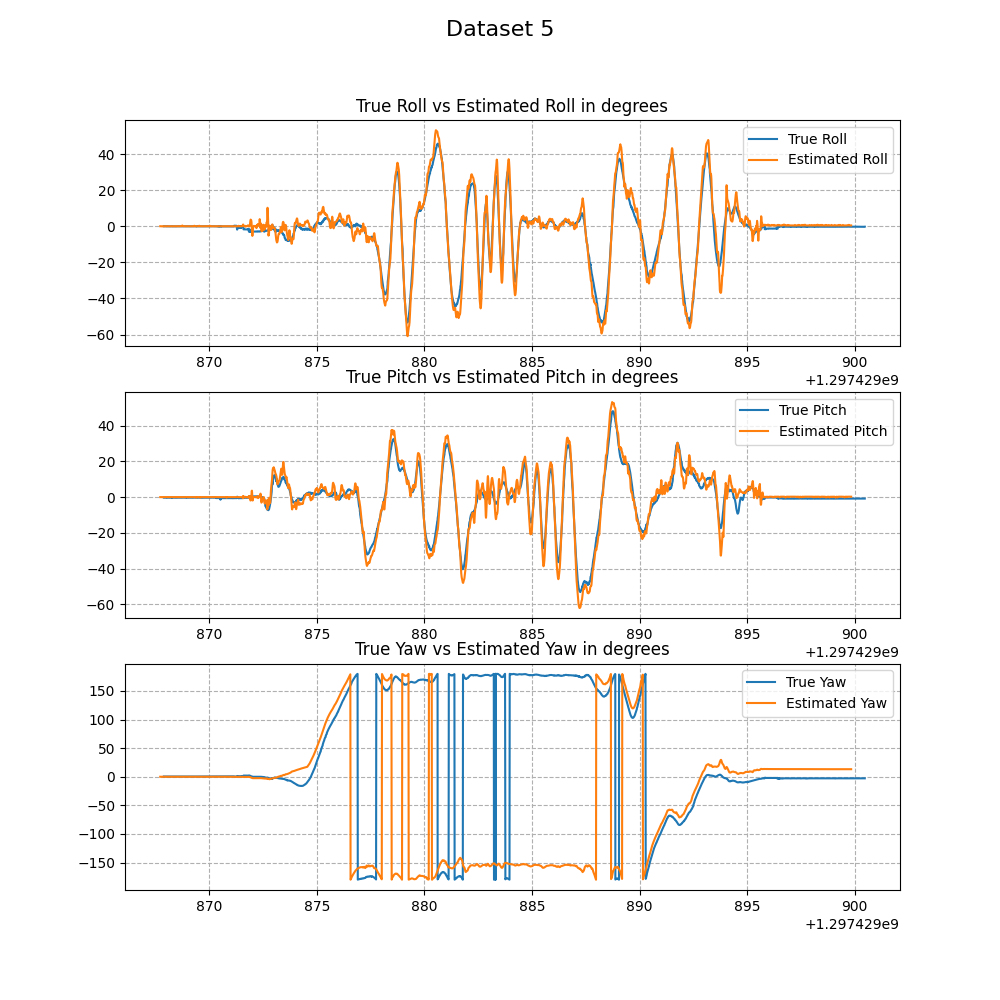 Dataset 5
True Roll vs Estimated Roll in degrees
True Roll
Estimated Roll
40
20
0
−20
−40
−60
870 875 880 885 890 895 900
+1.297429e9
True Pitch vs Estimated Pitch in degrees
True Pitch
Estimated Pitch
40
20
0
−20
−40
−60
870 875 880 885 890 895 900
+1.297429e9
True Yaw vs Estimated Yaw in degrees
True Yaw
Estimated Yaw
150
100
50
0
−50
−100
−150
870 875 880 885 890 895 900
+1.297429e9